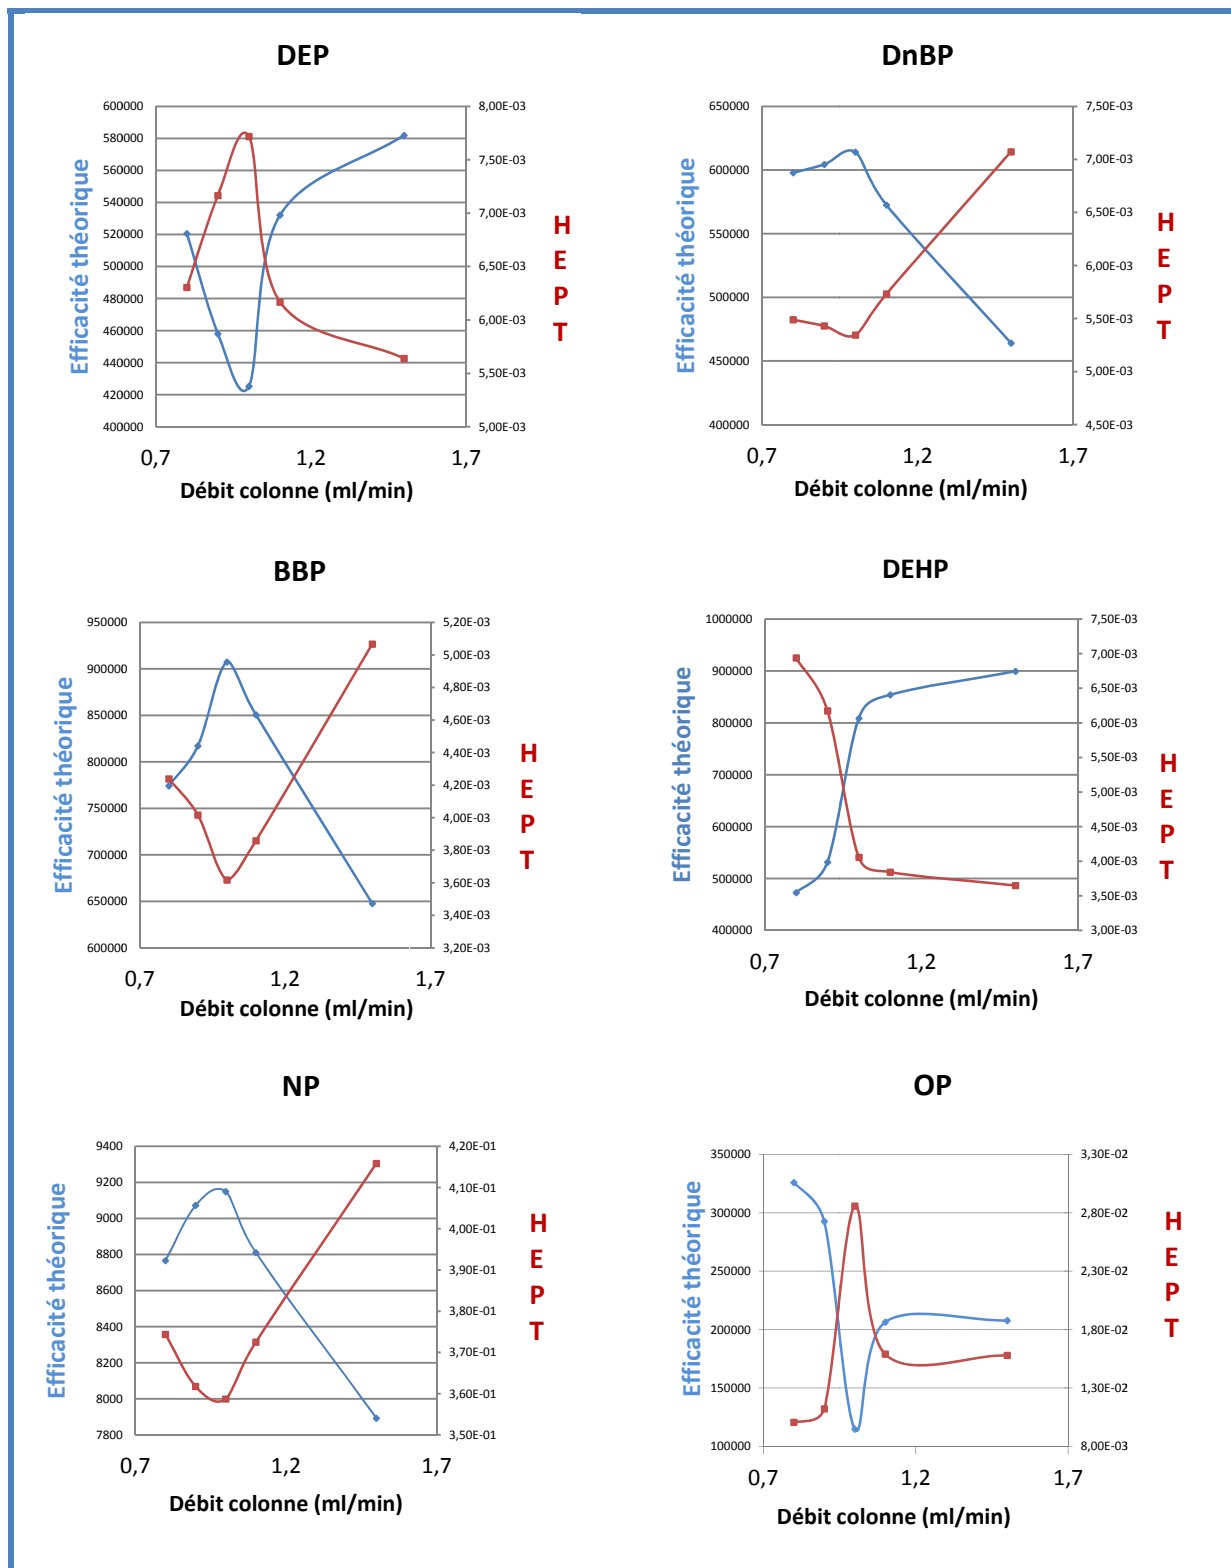 DEP
600000
580000
560000
540000
520000
500000
480000
460000
440000
420000
400000
8,00E-03
7,50E-03
7,00E-03
6,50E-03
6,00E-03
5,50E-03
5,00E-03
0,7 1,2 1,7
Efficacité théorique
H
E
P
T
Débit colonne (ml/min)
DnBP
650000
600000
550000
500000
450000
400000
7,50E-03
7,00E-03
6,50E-03
6,00E-03
5,50E-03
5,00E-03
4,50E-03
0,7 1,2 1,7
Efficacité théorique
H
E
P
T
Débit colonne (ml/min)
BBP
950000
900000
850000
800000
750000
700000
650000
600000
5,20E-03
5,00E-03
4,80E-03
4,60E-03
4,40E-03
4,20E-03
4,00E-03
3,80E-03
3,60E-03
3,40E-03
3,20E-03
0,7 1,2 1,7
Efficacité théorique
H
E
P
T
Débit colonne (ml/min)
DEHP
1000000
900000
800000
700000
600000
500000
400000
7,50E-03
7,00E-03
6,50E-03
6,00E-03
5,50E-03
5,00E-03
4,50E-03
4,00E-03
3,50E-03
3,00E-03
0,7 1,2 1,7
Efficacité théorique
H
E
P
T
Débit colonne (ml/min)
NP
9400
9200
9000
8800
8600
8400
8200
8000
7800
4,20E-01
4,10E-01
4,00E-01
3,90E-01
3,80E-01
3,70E-01
3,60E-01
3,50E-01
0,7 1,2 1,7
Efficacité théorique
H
E
P
T
Débit colonne (ml/min)
OP
350000
300000
250000
200000
150000
100000
3,30E-02
2,80E-02
2,30E-02
1,80E-02
1,30E-02
8,00E-03
0,7 1,2 1,7
Efficacité théorique
H
E
P
T
Débit colonne (ml/min)